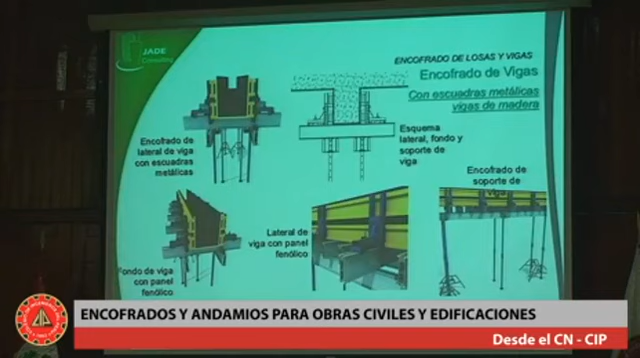 JADE
Consulting
ENCOFRADO DE LOSAS Y VIGAS
Encofrado de Vigas
Con escuadras metálicas
vigas de madera
Encofrado de
lateral de viga
con escuadras
metálicas
Esquema
lateral, fondo y
soporte de
viga
Encofrado de
soporte de
viga
Lateral de
viga con panel
fenólico
Fondo de viga
con panel
fenólico
ENCOFRADOS Y ANDAMIOS PARA OBRAS CIVILES Y EDIFICACIONES
Desde el CN - CIP